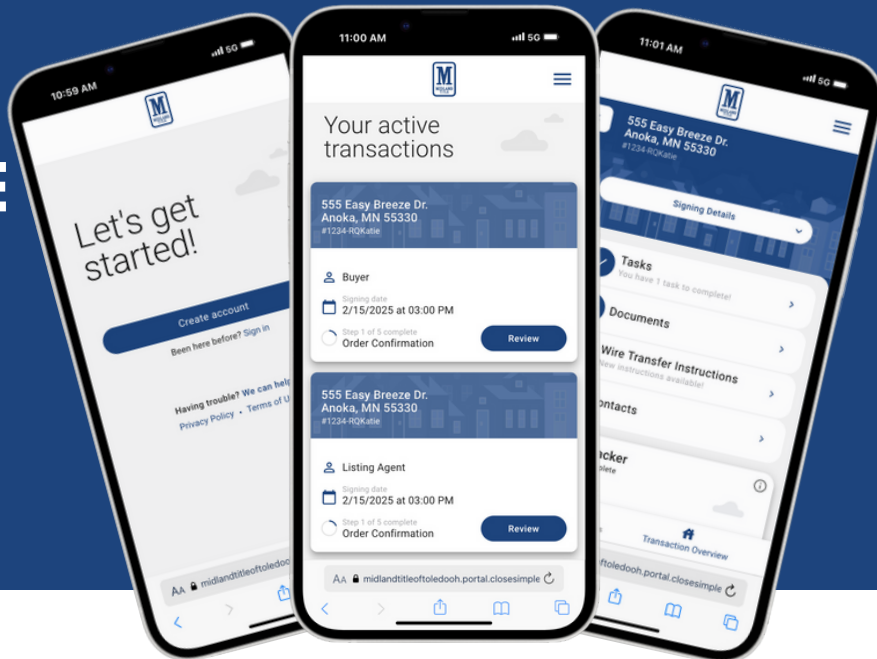 10:59 AM
5G
M
MIDLAND
TITLE
Let's get
started!
Create account
Been here before? Sign in
Having trouble? We can help
Privacy Policy • Terms of U
AA midlandtitleoftoledooh
11:00 AM
5G
M
MIDLAND
TITLE
Your active
transactions
555 Easy Breeze Dr.
Anoka, MN 55330
#1234-RQKatie
Buyer
Signing date
2/15/2025 at 03:00 PM
Step 1 of 5 complete
Order Confirmation
Review
555 Easy Breeze Dr.
Anoka, MN 55330
#1234-RQKatie
Listing Agent
Signing date
2/15/2025 at 03:00 PM
Step 1 of 5 complete
Order Confirmation
Review
AA midlandtitleoftoledooh.portal.closesimple
11:01 AM
5G
M
555 Easy Breeze Dr.
Anoka, MN 55330
#1234-RQKatie
Signing Details
Tasks
You have 1 task to complete!
Documents
Wire Transfer Instructions
New instructions available!
ontacts
acker
plete
Transaction Overview
ftoledooh.portal.closesimple